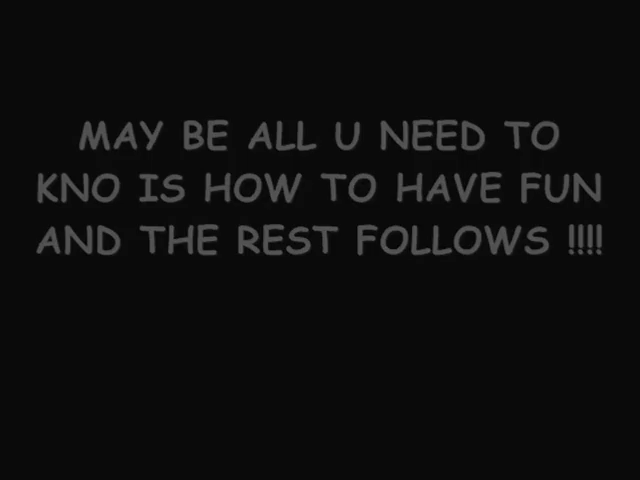 MAY BE ALL U NEED TO
KNO IS HOW TO HAVE FUN
AND THE REST FOLLOWS !!!!